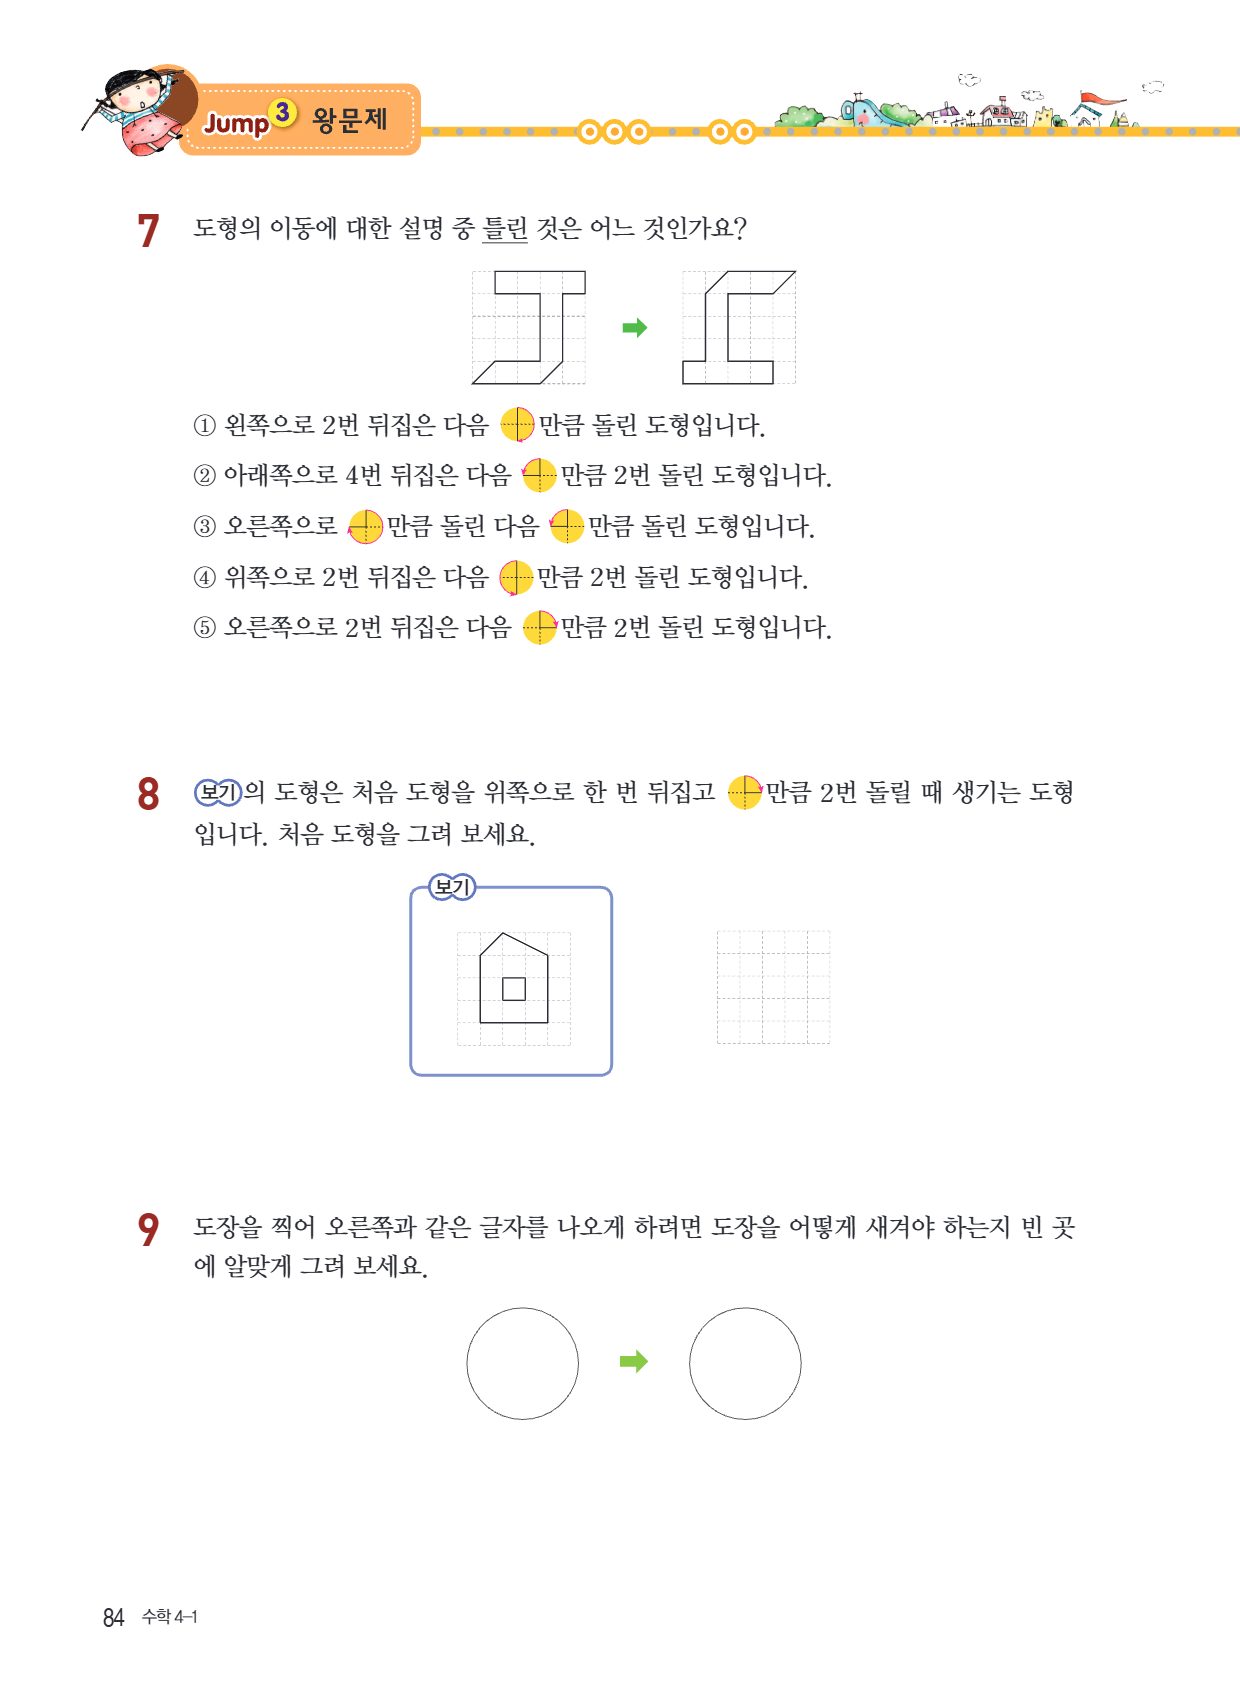 Jump 3 왕문제
7 도형의 이동에 대한 설명 중 틀린 것은 어느 것인가요?
① 왼쪽으로 2번 뒤집은 다음 만큼 돌린 도형입니다.
② 아래쪽으로 4번 뒤집은 다음 만큼 2번 돌린 도형입니다.
③ 오른쪽으로 만큼 돌린 다음 만큼 돌린 도형입니다.
④ 위쪽으로 2번 뒤집은 다음 만큼 2번 돌린 도형입니다.
⑤ 오른쪽으로 2번 뒤집은 다음 만큼 2번 돌린 도형입니다.
8 보기의 도형은 처음 도형을 위쪽으로 한 번 뒤집고 만큼 2번 돌릴 때 생기는 도형
입니다. 처음 도형을 그려 보세요.
보기
9 도장을 찍어 오른쪽과 같은 글자를 나오게 하려면 도장을 어떻게 새겨야 하는지 빈 곳
에 알맞게 그려 보세요.
84 수학 4-1